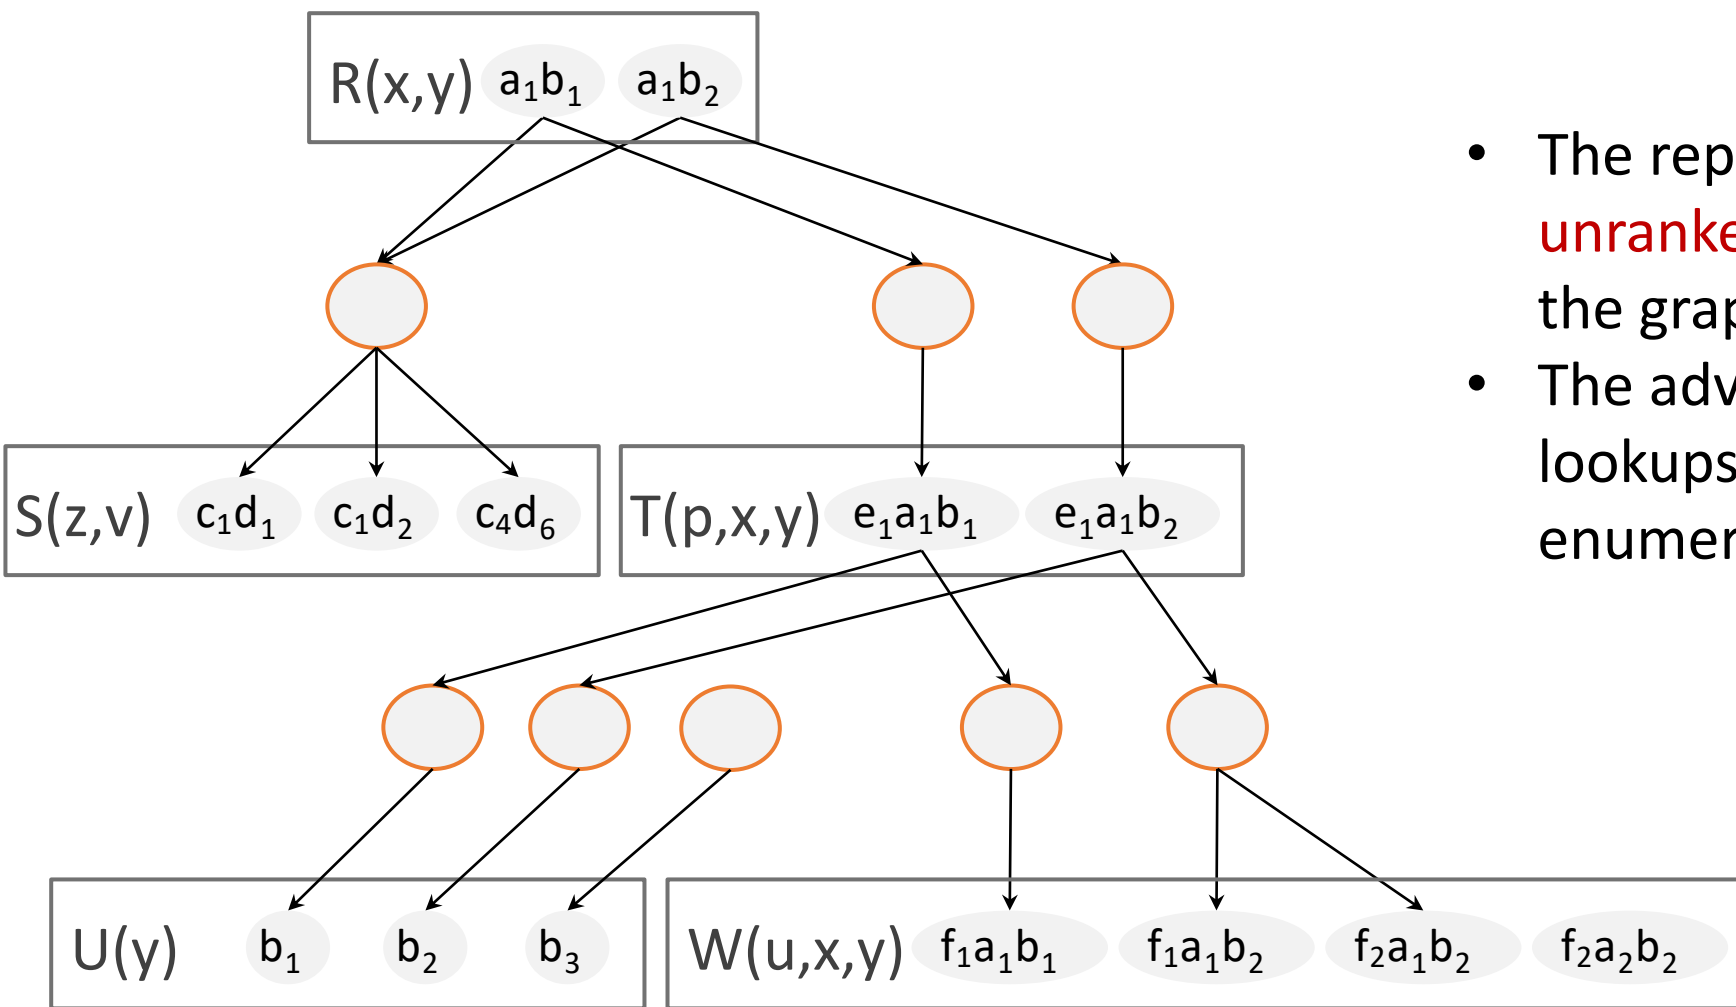 R(x,y) a₁b₁ a₁b₂
S(z,v) c₁d₁ c₁d₂ c₄d₆
T(p,x,y) e₁a₁b₁ e₁a₁b₂
U(y) b₁ b₂ b₃
W(u,x,y) f₁a₁b₁ f₁a₁b₂ f₂a₁b₂ f₂a₂b₂
• The rep
unranke
the grap
• The adv
lookups
enumer